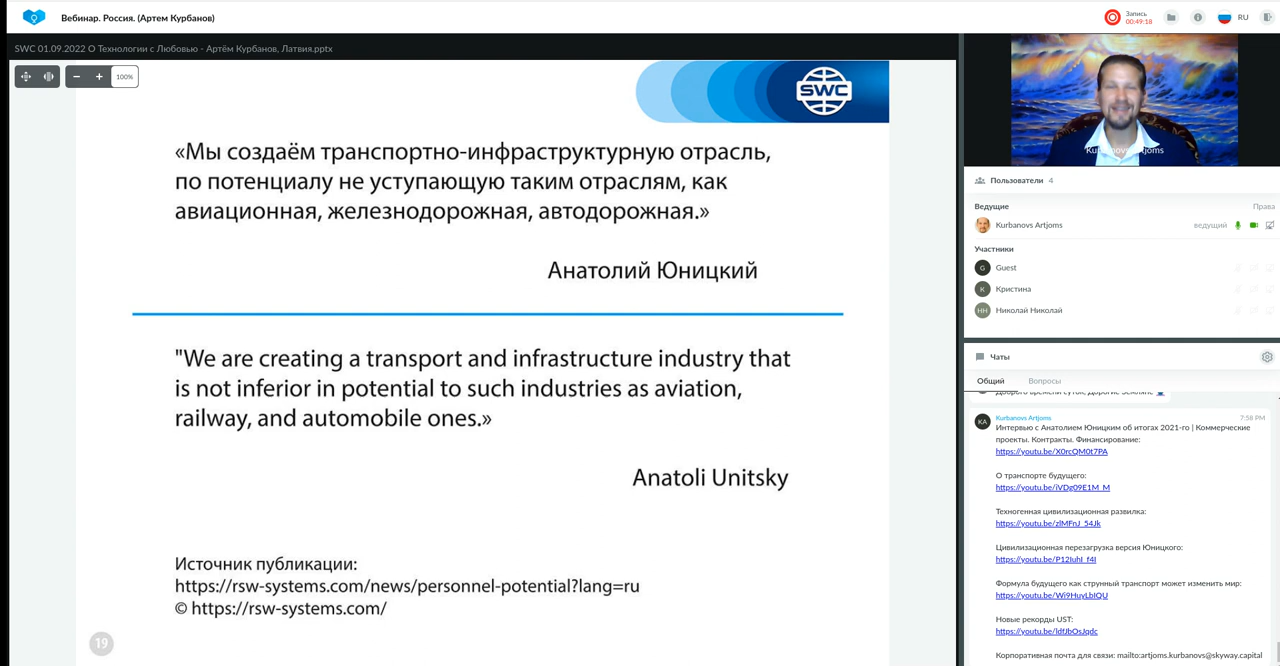 Вебинар. Россия. (Артем Курбанов)
Запись
00:49:18
RU
SWC 01.09.2022 О Технологии с Любовью - Артём Курбанов, Латвия.pptx
100%
SWC
«Мы создаём транспортно-инфраструктурную отрасль,
по потенциалу не уступающую таким отраслям, как
авиационная, железнодорожная, автодорожная.»
Анатолий Юницкий
"We are creating a transport and infrastructure industry that
is not inferior in potential to such industries as aviation,
railway, and automobile ones.»
Anatoli Unitsky
Источник публикации:
https://rsw-systems.com/news/personnel-potential?lang=ru
© https://rsw-systems.com/
19
Kurbanovs Artjoms
Пользователи 4
Ведущие
Права
Kurbanovs Artjoms
ведущий
Участники
G Guest
К Кристина
НН Николай Николай
Чаты
Общий
Вопросы
Доброго времени суток, Дорогие Земляне
KA
Kurbanovs Artjoms
7:58 PM
Интервью с Анатолием Юницким об итогах 2021-го | Коммерческие
проекты. Контракты. Финансирование:
https://youtu.be/X0rcQM0t7PA
О транспорте будущего:
https://youtu.be/iVDg09E1M_M
Техногенная цивилизационная развилка:
https://youtu.be/zlMFnJ_54Jk
Цивилизационная перезагрузка версия Юницкого:
https://youtu.be/P12IuhI_f4I
Формула будущего как струнный транспорт может изменить мир:
https://youtu.be/Wi9HuyLbIQU
Новые рекорды UST:
https://youtu.be/ldfJbOsJqdc
Корпоративная почта для связи: mailto:artjoms.kurbanovs@skyway.capital